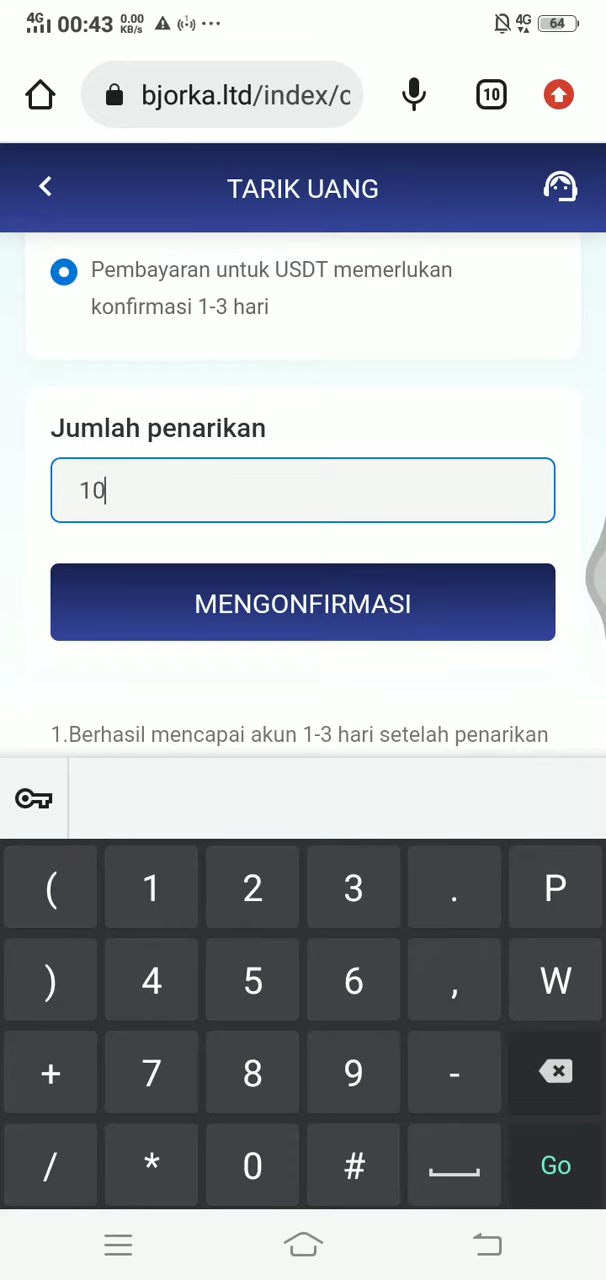 4G 00:43 0.00 KB/s ... 4G 64
bjorka.ltd/index/c 10
TARIK UANG
Pembayaran untuk USDT memerlukan
konfirmasi 1-3 hari
Jumlah penarikan
10
MENGONFIRMASI
1.Berhasil mencapai akun 1-3 hari setelah penarikan
( 1 2 3 . P
) 4 5 6 , W
+ 7 8 9 -
/ * 0 # Go